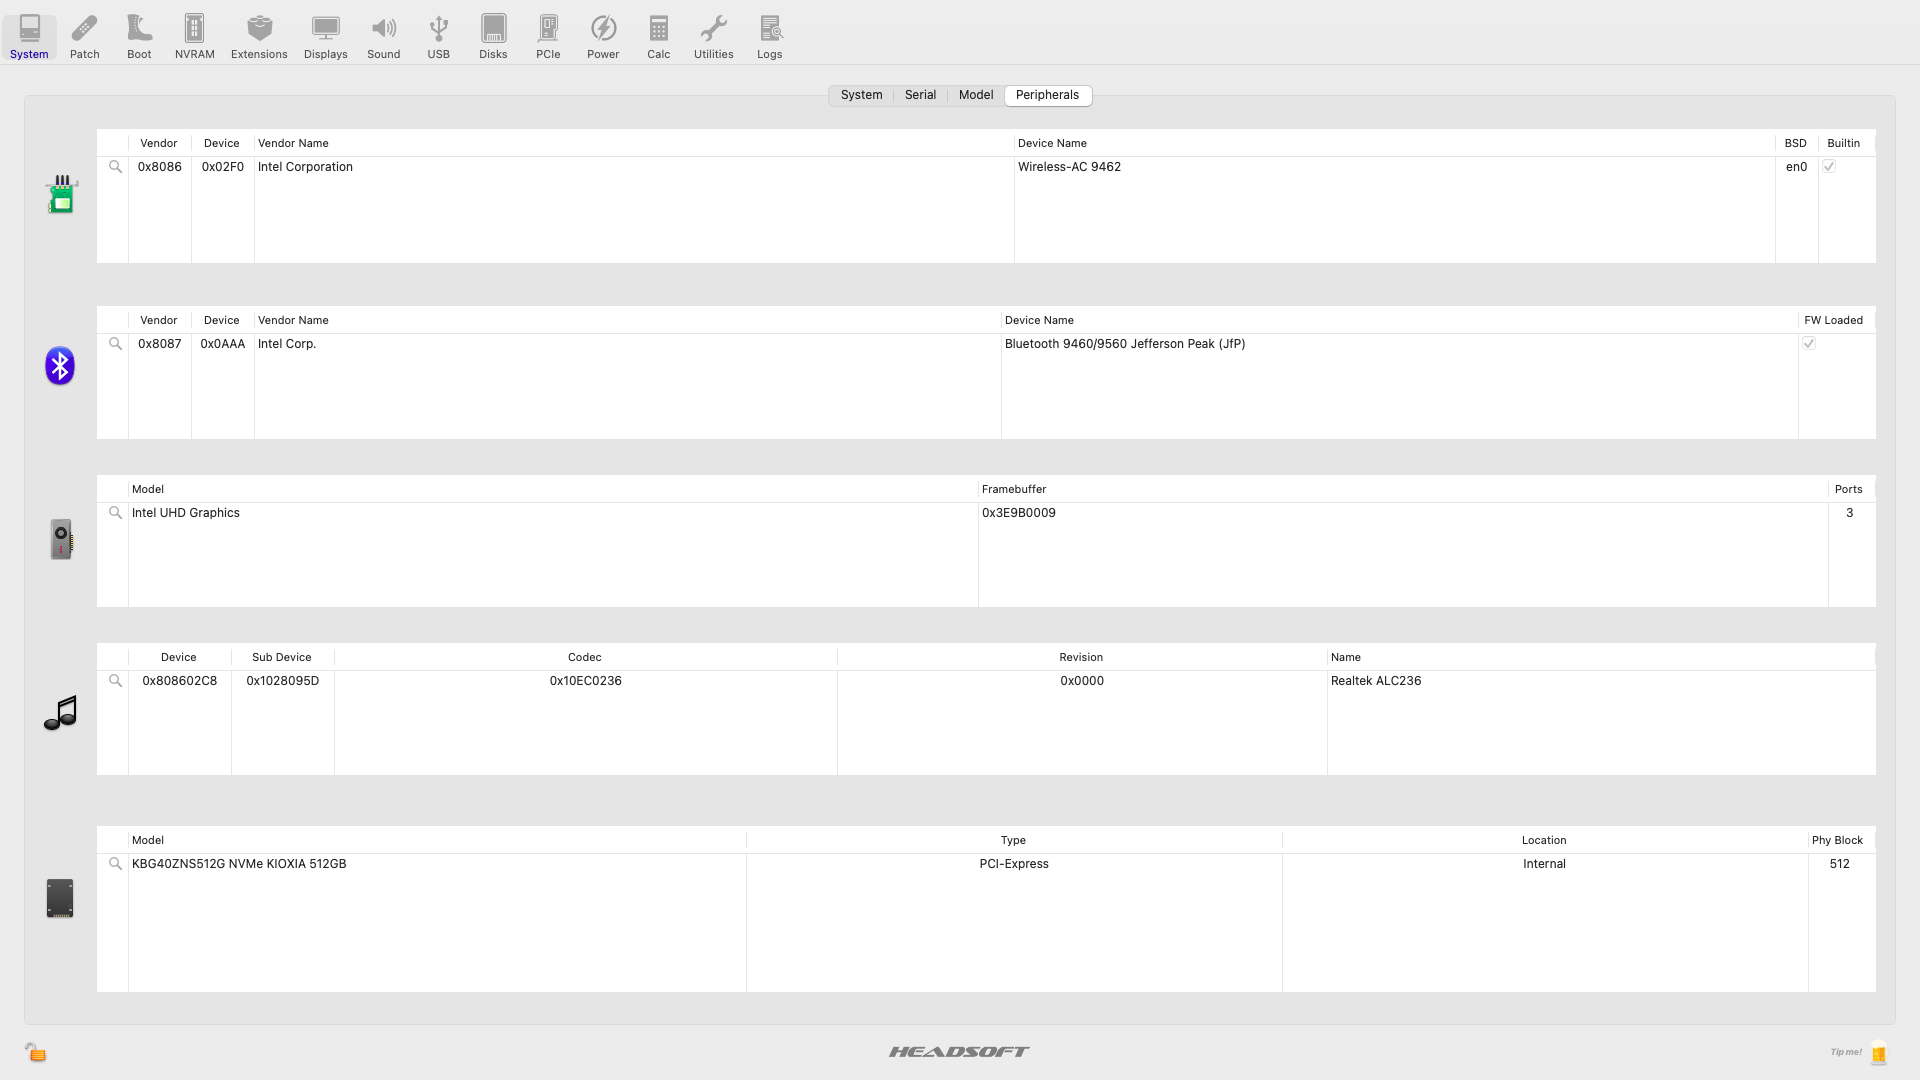 System Patch Boot NVRAM Extensions Displays Sound USB Disks PCIe Power Calc Utilities Logs
System Serial Model Peripherals
Vendor Device Vendor Name Device Name BSD Builtin
0x8086 0x02F0 Intel Corporation Wireless-AC 9462 en0
Vendor Device Vendor Name Device Name FW Loaded
0x8087 0x0AAA Intel Corp. Bluetooth 9460/9560 Jefferson Peak (JfP)
Model Framebuffer Ports
Intel UHD Graphics 0x3E9B0009 3
Device Sub Device Codec Revision Name
0x808602C8 0x1028095D 0x10EC0236 0x0000 Realtek ALC236
Model Type Location Phy Block
KBG40ZNS512G NVMe KIOXIA 512GB PCI-Express Internal 512
HEADSOFT Tip me!